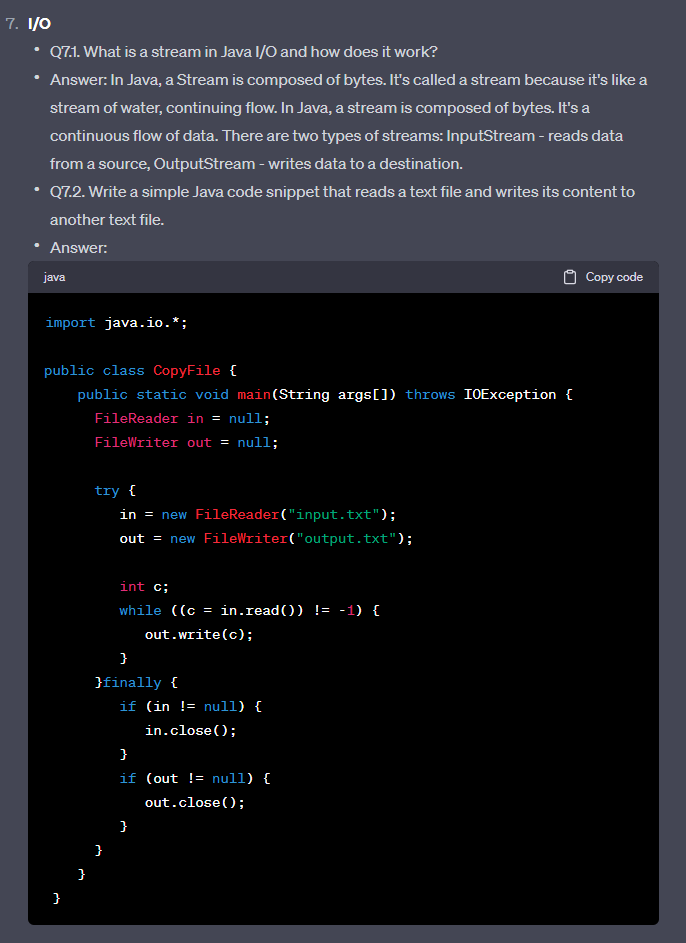 7. I/O
• Q7.1. What is a stream in Java I/O and how does it work?
• Answer: In Java, a Stream is composed of bytes. It's called a stream because it's like a
stream of water, continuing flow. In Java, a stream is composed of bytes. It's a
continuous flow of data. There are two types of streams: InputStream - reads data
from a source, OutputStream - writes data to a destination.
• Q7.2. Write a simple Java code snippet that reads a text file and writes its content to
another text file.
• Answer:
java Copy code
import java.io.*;
public class CopyFile {
    public static void main(String args[]) throws IOException {
      FileReader in = null;
      FileWriter out = null;
      try {
         in = new FileReader("input.txt");
         out = new FileWriter("output.txt");
         int c;
         while ((c = in.read()) != -1) {
            out.write(c);
         }
      }finally {
         if (in != null) {
            in.close();
         }
         if (out != null) {
            out.close();
         }
      }
    }
 }